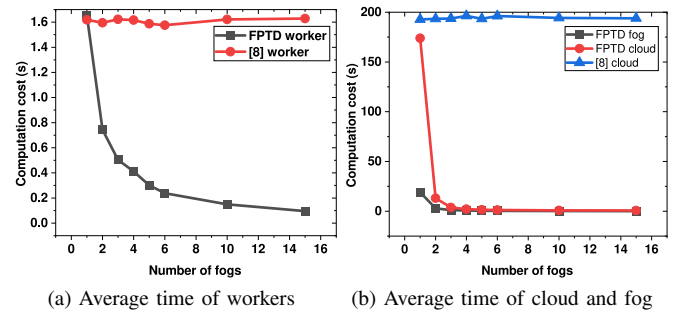 1.6
1.4
1.2
1.0
0.8
0.6
0.4
0.2
0.0
Computation cost (s)
FPTD worker
[8] worker
0 2 4 6 8 10 12 14 16
Number of fogs
(a) Average time of workers
200
150
100
50
0
Computation cost (s)
FPTD fog
FPTD cloud
[8] cloud
0 2 4 6 8 10 12 14 16
Number of fogs
(b) Average time of cloud and fog